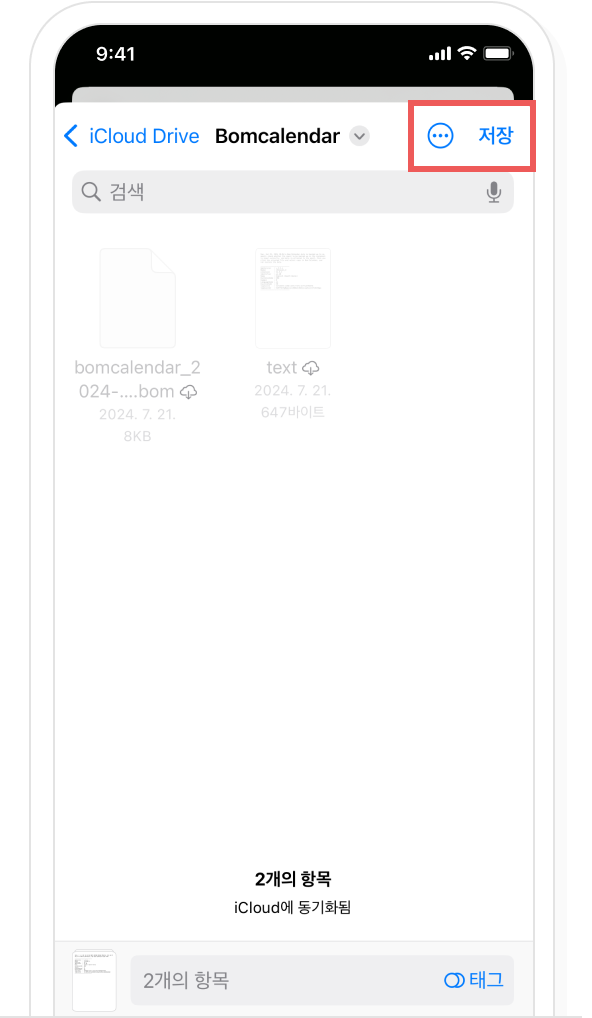 9:41
iCloud Drive Bomcalendar 저장
검색
bomcalendar_2
024-....bom
2024. 7. 21.
8KB
text
2024. 7. 21.
647바이트
2개의 항목
iCloud에 동기화됨
2개의 항목 태그